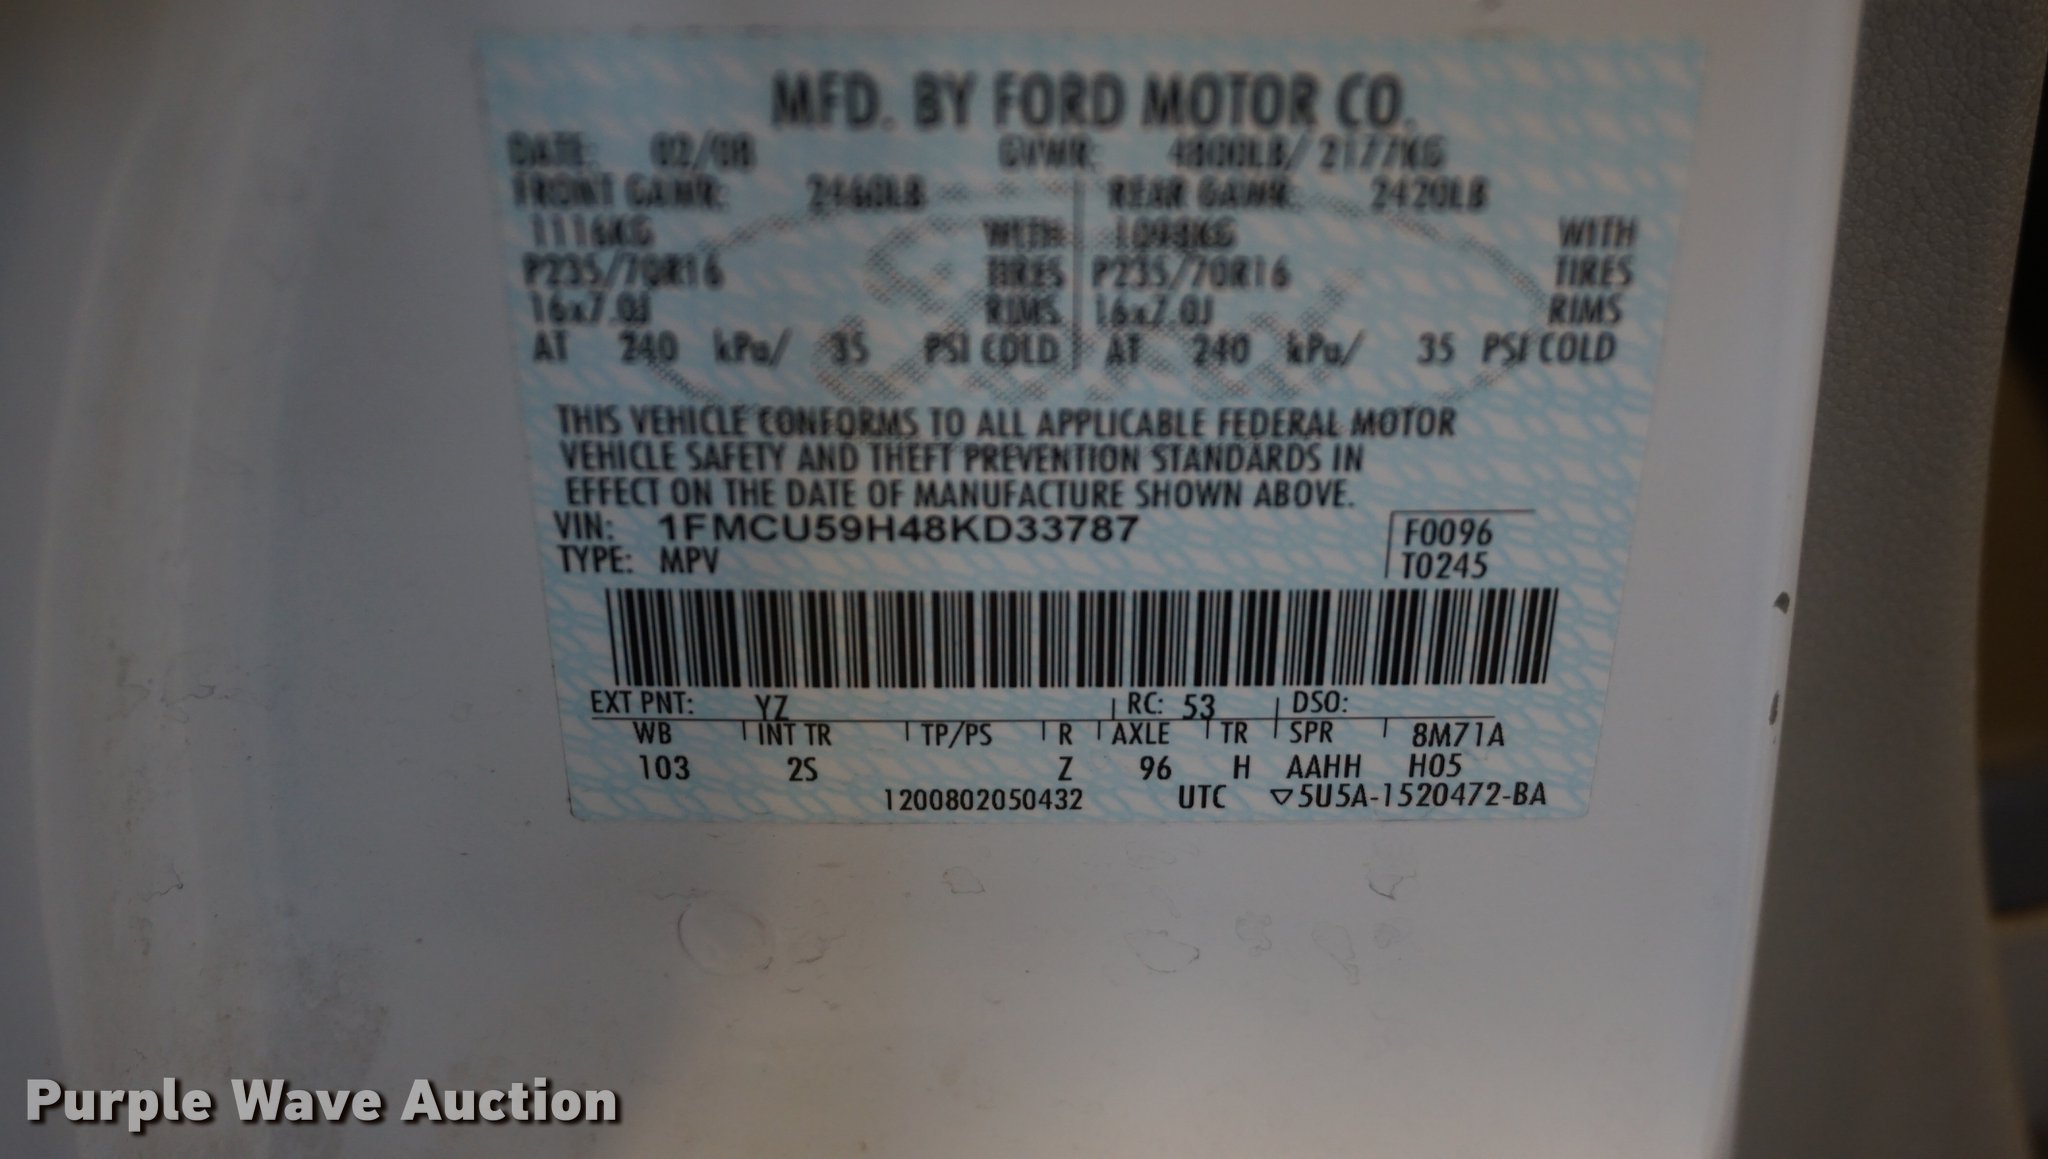 MFD. BY FORD MOTOR CO.
DATE: 02/08 GVWR: 4800LB/ 2177KG
FRONT GAWR: 2460LB REAR GAWR: 2420LB
1116KG WITH 1098KG WITH
P235/70R16 TIRES P235/70R16 TIRES
16x7.0J RIMS 16x7.0J RIMS
AT 240 kPa/ 35 PSI COLD AT 240 kPa/ 35 PSI COLD
THIS VEHICLE CONFORMS TO ALL APPLICABLE FEDERAL MOTOR
VEHICLE SAFETY AND THEFT PREVENTION STANDARDS IN
EFFECT ON THE DATE OF MANUFACTURE SHOWN ABOVE.
VIN: 1FMCU59H48KD33787 F0096
TYPE: MPV T0245
EXT PNT: YZ RC: 53 DSO:
WB INT TR TP/PS R AXLE TR SPR 8M71A
103 2S Z 96 H AAHH H05
1200802050432 UTC ▽5U5A-1520472-BA
Purple Wave Auction